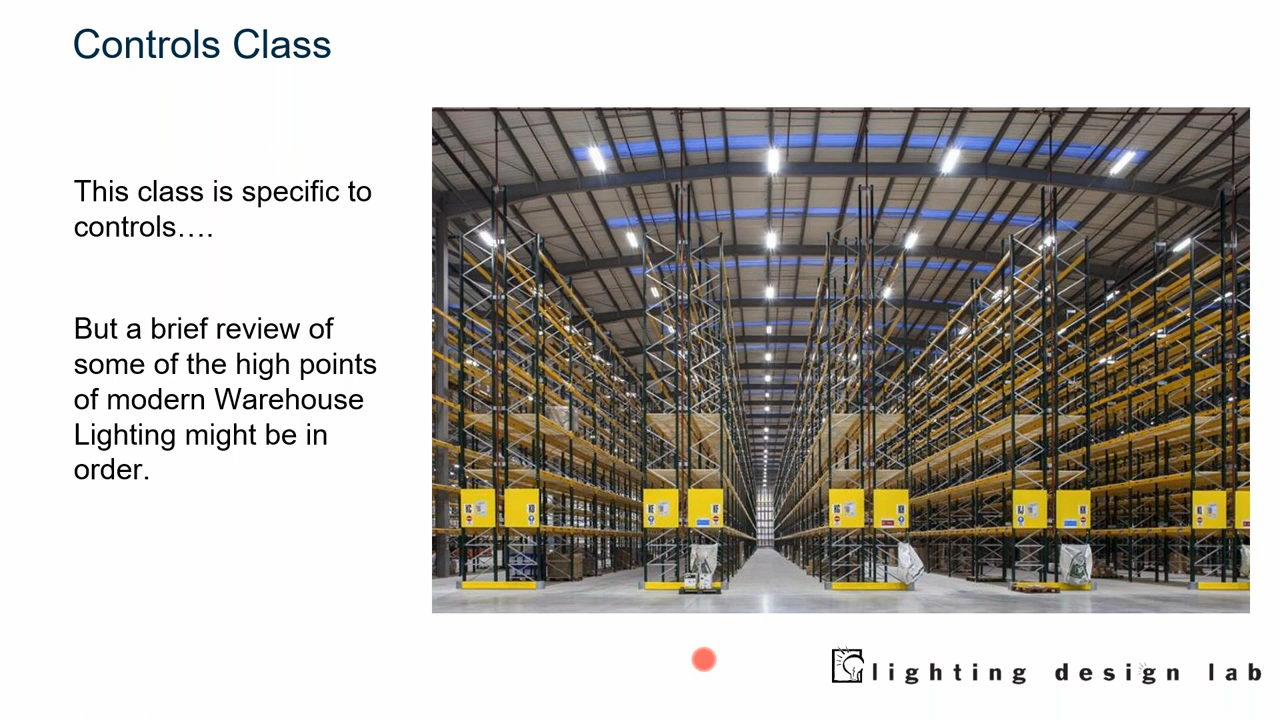 Controls Class
This class is specific to
controls….
But a brief review of
some of the high points
of modern Warehouse
Lighting might be in
order.
lighting design lab